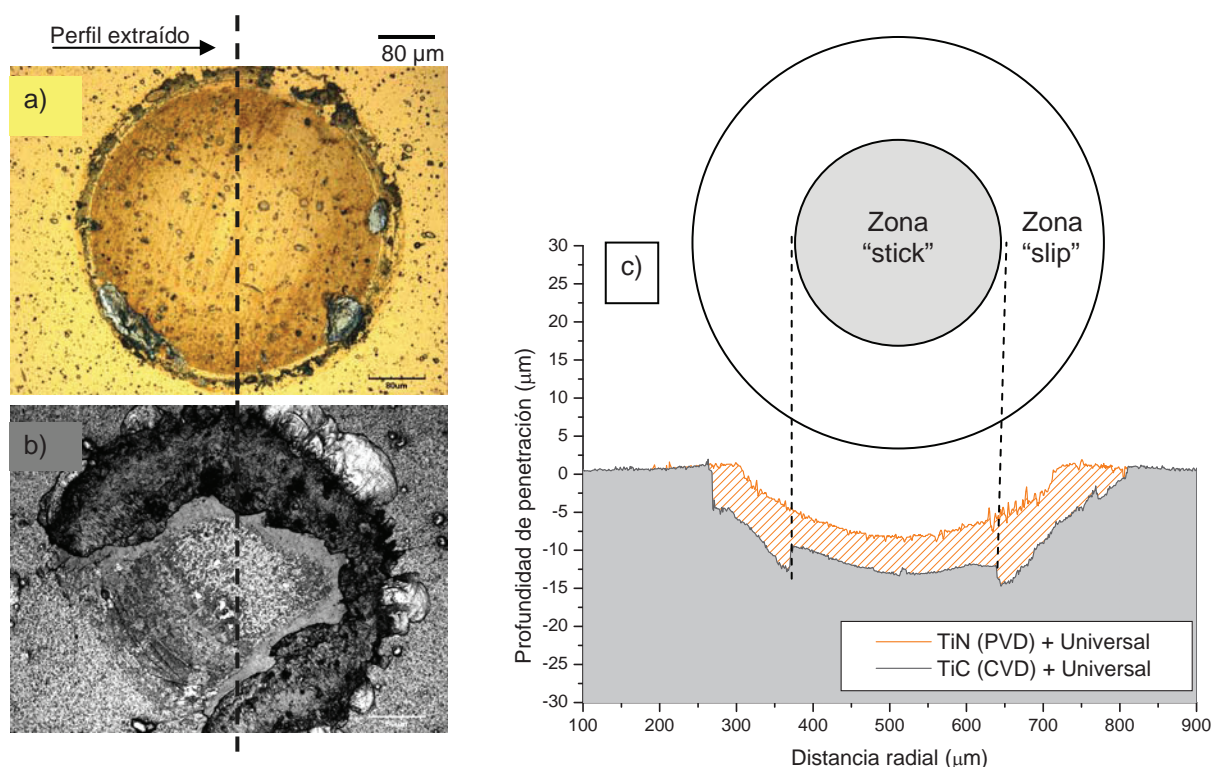 Perfil extraído
80 µm
a)
80um
b)
c)
Zona
“stick”
Zona
“slip”
Profundidad de penetración (µm)
30
25
20
15
10
5
0
-5
-10
-15
-20
-25
-30
100 200 300 400 500 600 700 800 900
Distancia radial (µm)
TiN (PVD) + Universal
TiC (CVD) + Universal